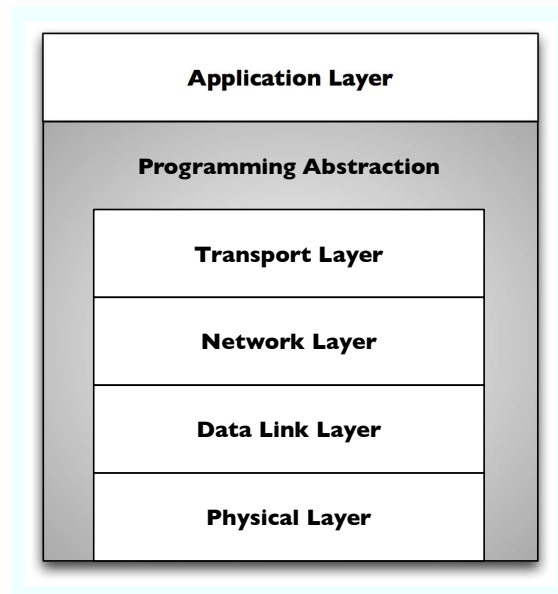 Application Layer
Programming Abstraction
Transport Layer
Network Layer
Data Link Layer
Physical Layer